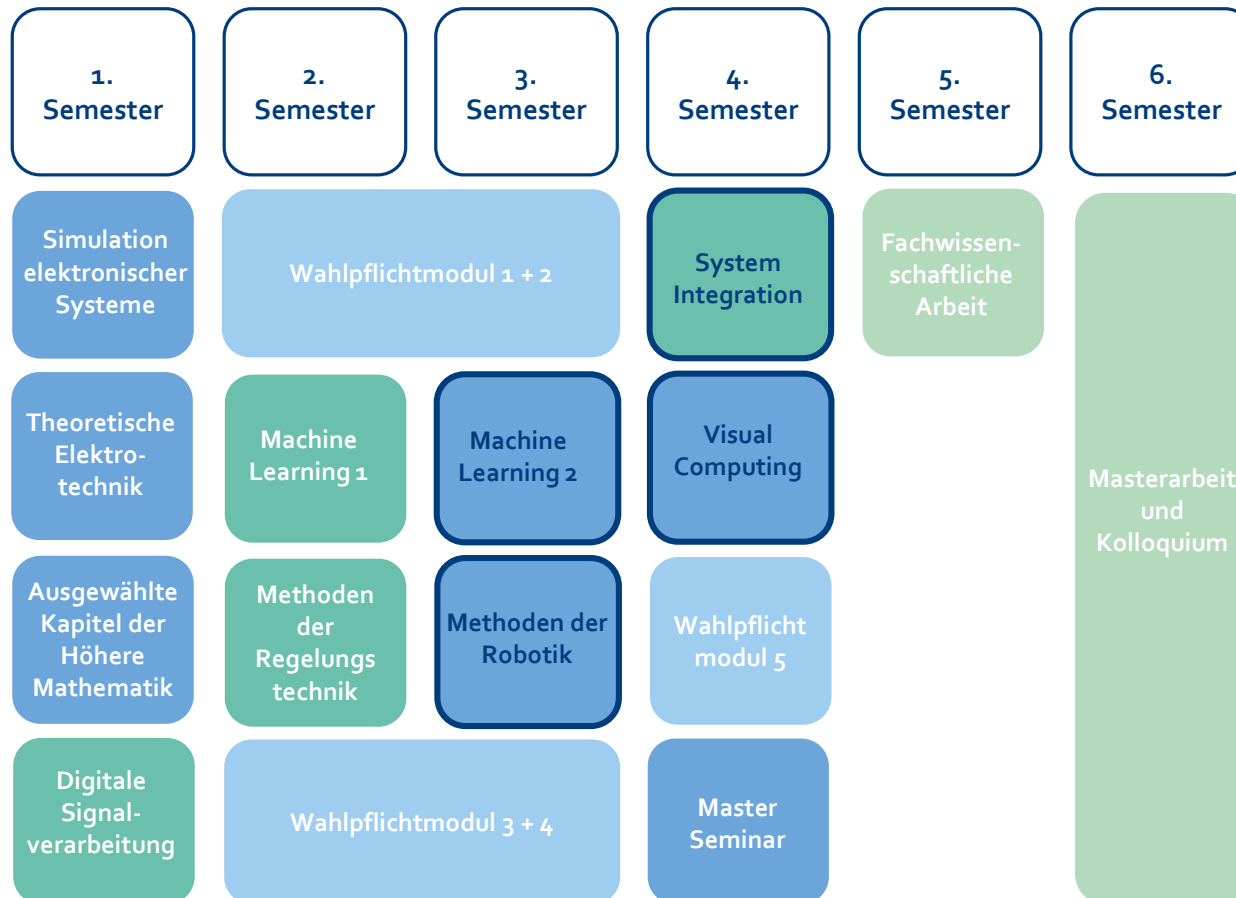 1.
Semester
2.
Semester
3.
Semester
4.
Semester
5.
Semester
6.
Semester
Simulation
elektronischer
Systeme
Wahlpflichtmodul 1 + 2
System
Integration
Fachwissen-
schaftliche
Arbeit
Theoretische
Elektro-
technik
Machine
Learning 1
Machine
Learning 2
Visual
Computing
Masterarbeit
und
Kolloquium
Ausgewählte
Kapitel der
Höhere
Mathematik
Methoden
der
Regelungs
technik
Methoden der
Robotik
Wahlpflicht
modul 5
Digitale
Signal-
verarbeitung
Wahlpflichtmodul 3 + 4
Master
Seminar